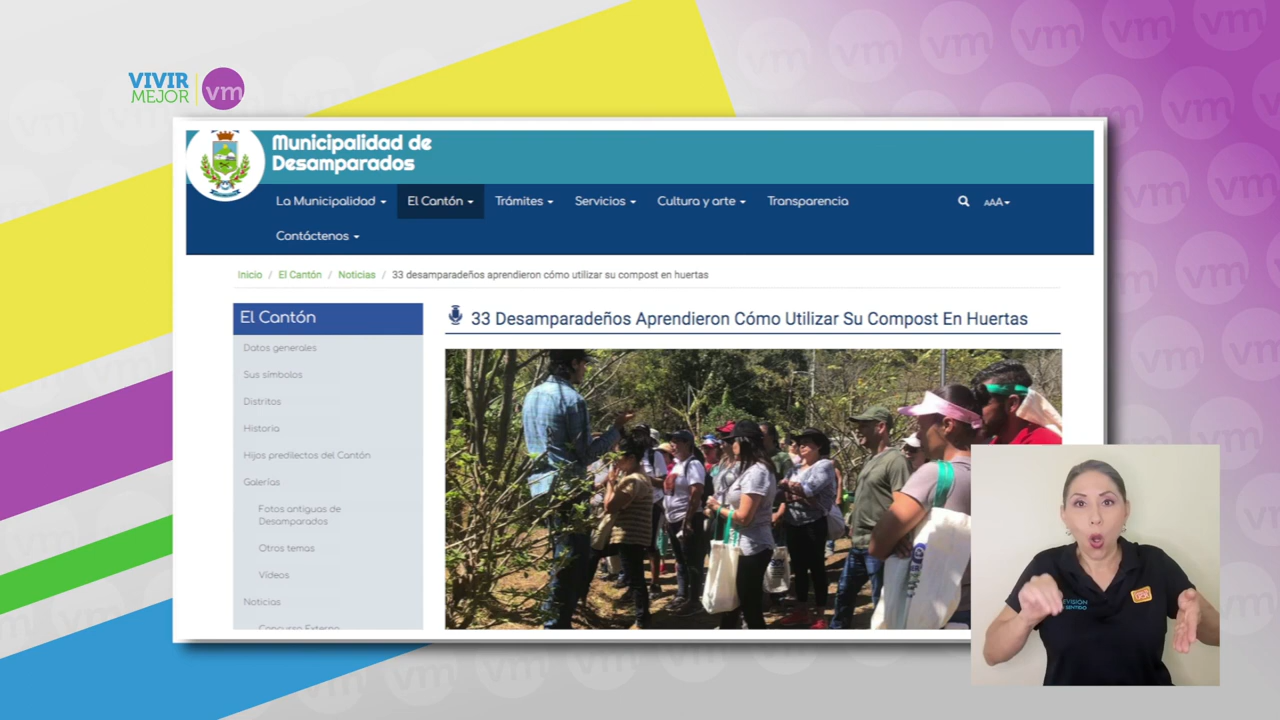 VIVIR
MEJOR
vm
Municipalidad de
Desamparados
La Municipalidad
El Cantón
Trámites
Servicios
Cultura y arte
Transparencia
AAA
Contáctenos
Inicio / El Cantón / Noticias / 33 desamparadeños aprendieron cómo utilizar su compost en huertas
El Cantón
33 Desamparadeños Aprendieron Cómo Utilizar Su Compost En Huertas
Datos generales
Sus símbolos
Distritos
Historia
Hijos predilectos del Cantón
Galerías
Fotos antiguas de
Desamparados
Otros temas
Vídeos
Noticias
Concurso Externo